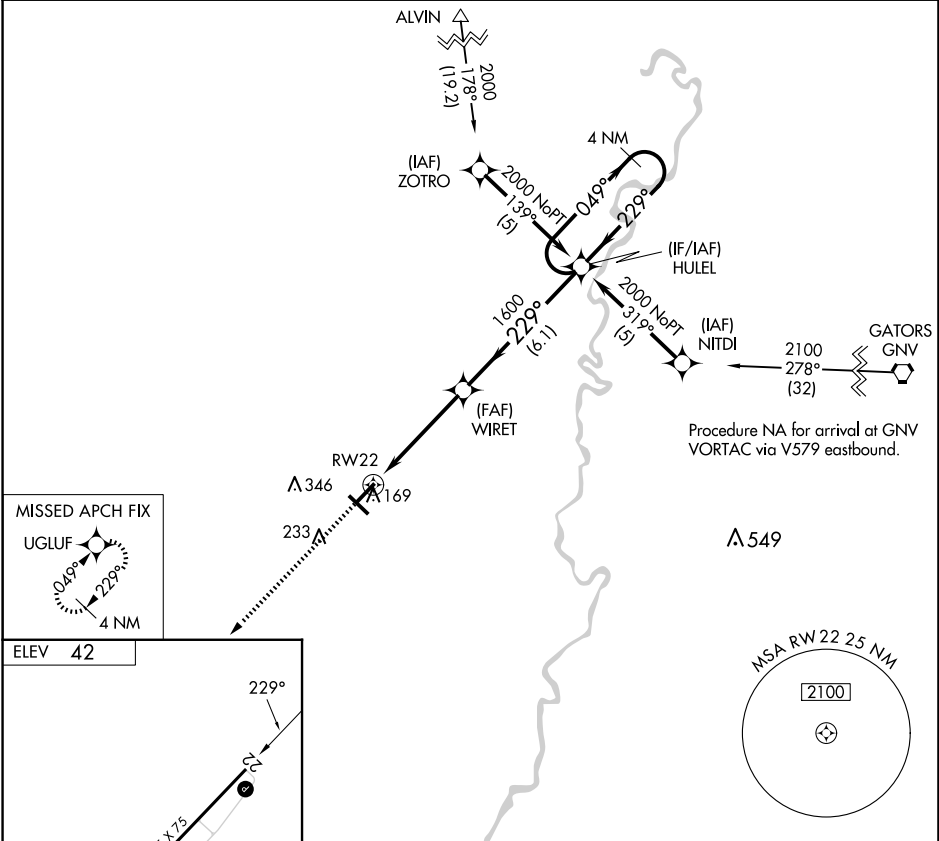 ALVIN
2000
178°
(19.2)
4 NM
(IAF)
ZOTRO
2000 NoPT
139°
(5)
049°
229°
(IF/IAF)
HULEL
2000 NoPT
319°
(5)
(IAF)
NITDI
GATORS
GNV
2100
278°
(32)
1600
229°
(6.1)
(FAF)
WIRET
Procedure NA for arrival at GNV
VORTAC via V579 eastbound.
RW22
346
169
233
549
MISSED APCH FIX
UGLUF
049°
229°
4 NM
ELEV 42
229°
22
P
X 75
MSA RW 22 25 NM
2100